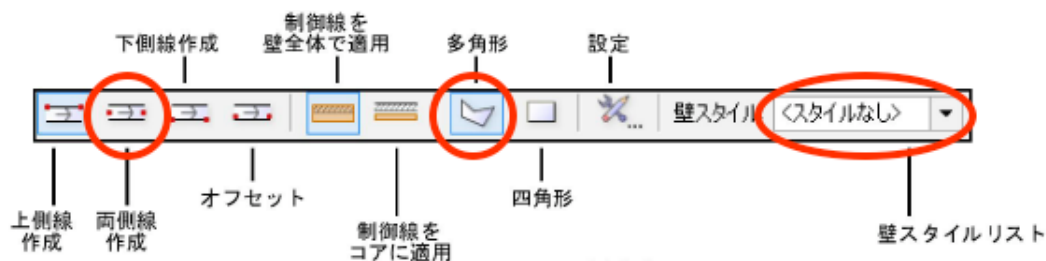 制御線を
壁全体で適用
下側線作成
多角形
設定
壁スタイル:
<スタイルなし>
上側線
作成
両側線
作成
オフセット
制御線を
コアに適用
四角形
壁スタイルリスト